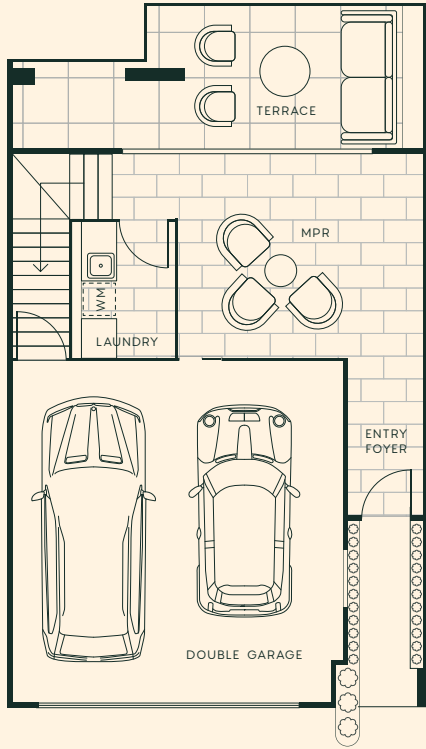 TERRACE
MPR
WM
LAUNDRY
ENTRY
FOYER
DOUBLE GARAGE